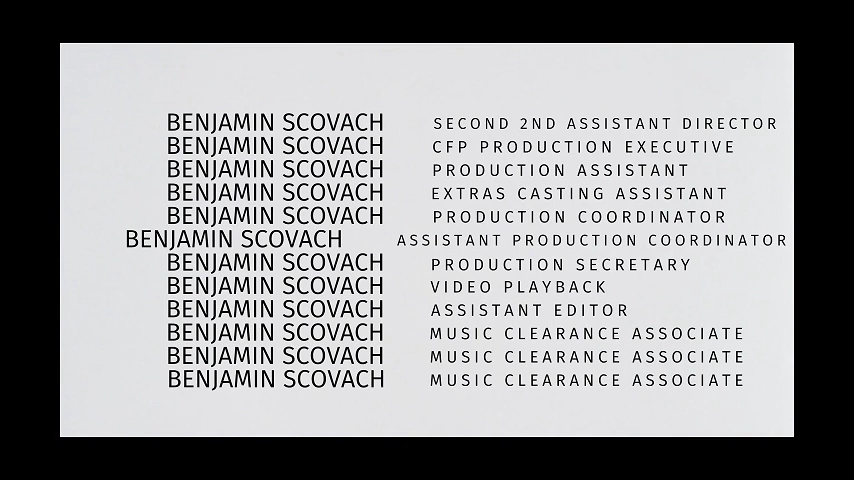 BENJAMIN SCOVACH SECOND 2ND ASSISTANT DIRECTOR
BENJAMIN SCOVACH CFP PRODUCTION EXECUTIVE
BENJAMIN SCOVACH PRODUCTION ASSISTANT
BENJAMIN SCOVACH EXTRAS CASTING ASSISTANT
BENJAMIN SCOVACH PRODUCTION COORDINATOR
BENJAMIN SCOVACH ASSISTANT PRODUCTION COORDINATOR
BENJAMIN SCOVACH PRODUCTION SECRETARY
BENJAMIN SCOVACH VIDEO PLAYBACK
BENJAMIN SCOVACH ASSISTANT EDITOR
BENJAMIN SCOVACH MUSIC CLEARANCE ASSOCIATE
BENJAMIN SCOVACH MUSIC CLEARANCE ASSOCIATE
BENJAMIN SCOVACH MUSIC CLEARANCE ASSOCIATE